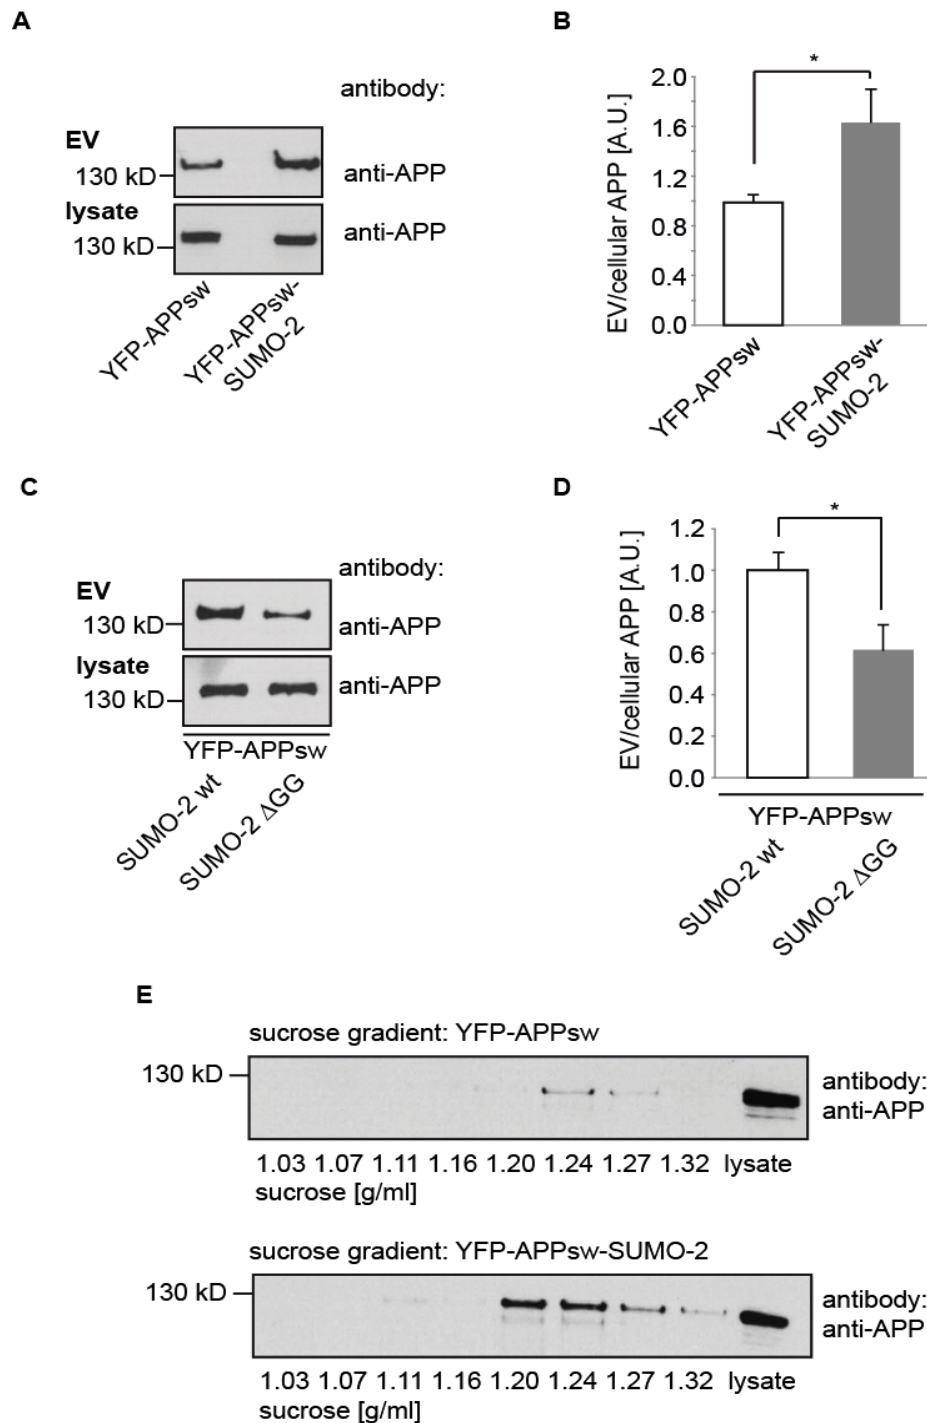 A
antibody:
EV
130 kD
anti-APP
lysate
130 kD
anti-APP
YFP-APPsw
YFP-APPsw-
SUMO-2
B
*
EV/cellular APP [A.U.]
2.0
1.6
1.2
0.8
0.4
0.0
YFP-APPsw
YFP-APPsw-
SUMO-2
C
antibody:
EV
130 kD
anti-APP
lysate
130 kD
anti-APP
YFP-APPsw
SUMO-2 wt
SUMO-2 ΔGG
D
*
EV/cellular APP [A.U.]
1.2
1.0
0.8
0.6
0.4
0.2
0.0
YFP-APPsw
SUMO-2 wt
SUMO-2 ΔGG
E
sucrose gradient: YFP-APPsw
130 kD
antibody:
anti-APP
1.03 1.07 1.11 1.16 1.20 1.24 1.27 1.32 lysate
sucrose [g/ml]
sucrose gradient: YFP-APPsw-SUMO-2
130 kD
antibody:
anti-APP
1.03 1.07 1.11 1.16 1.20 1.24 1.27 1.32 lysate
sucrose [g/ml]